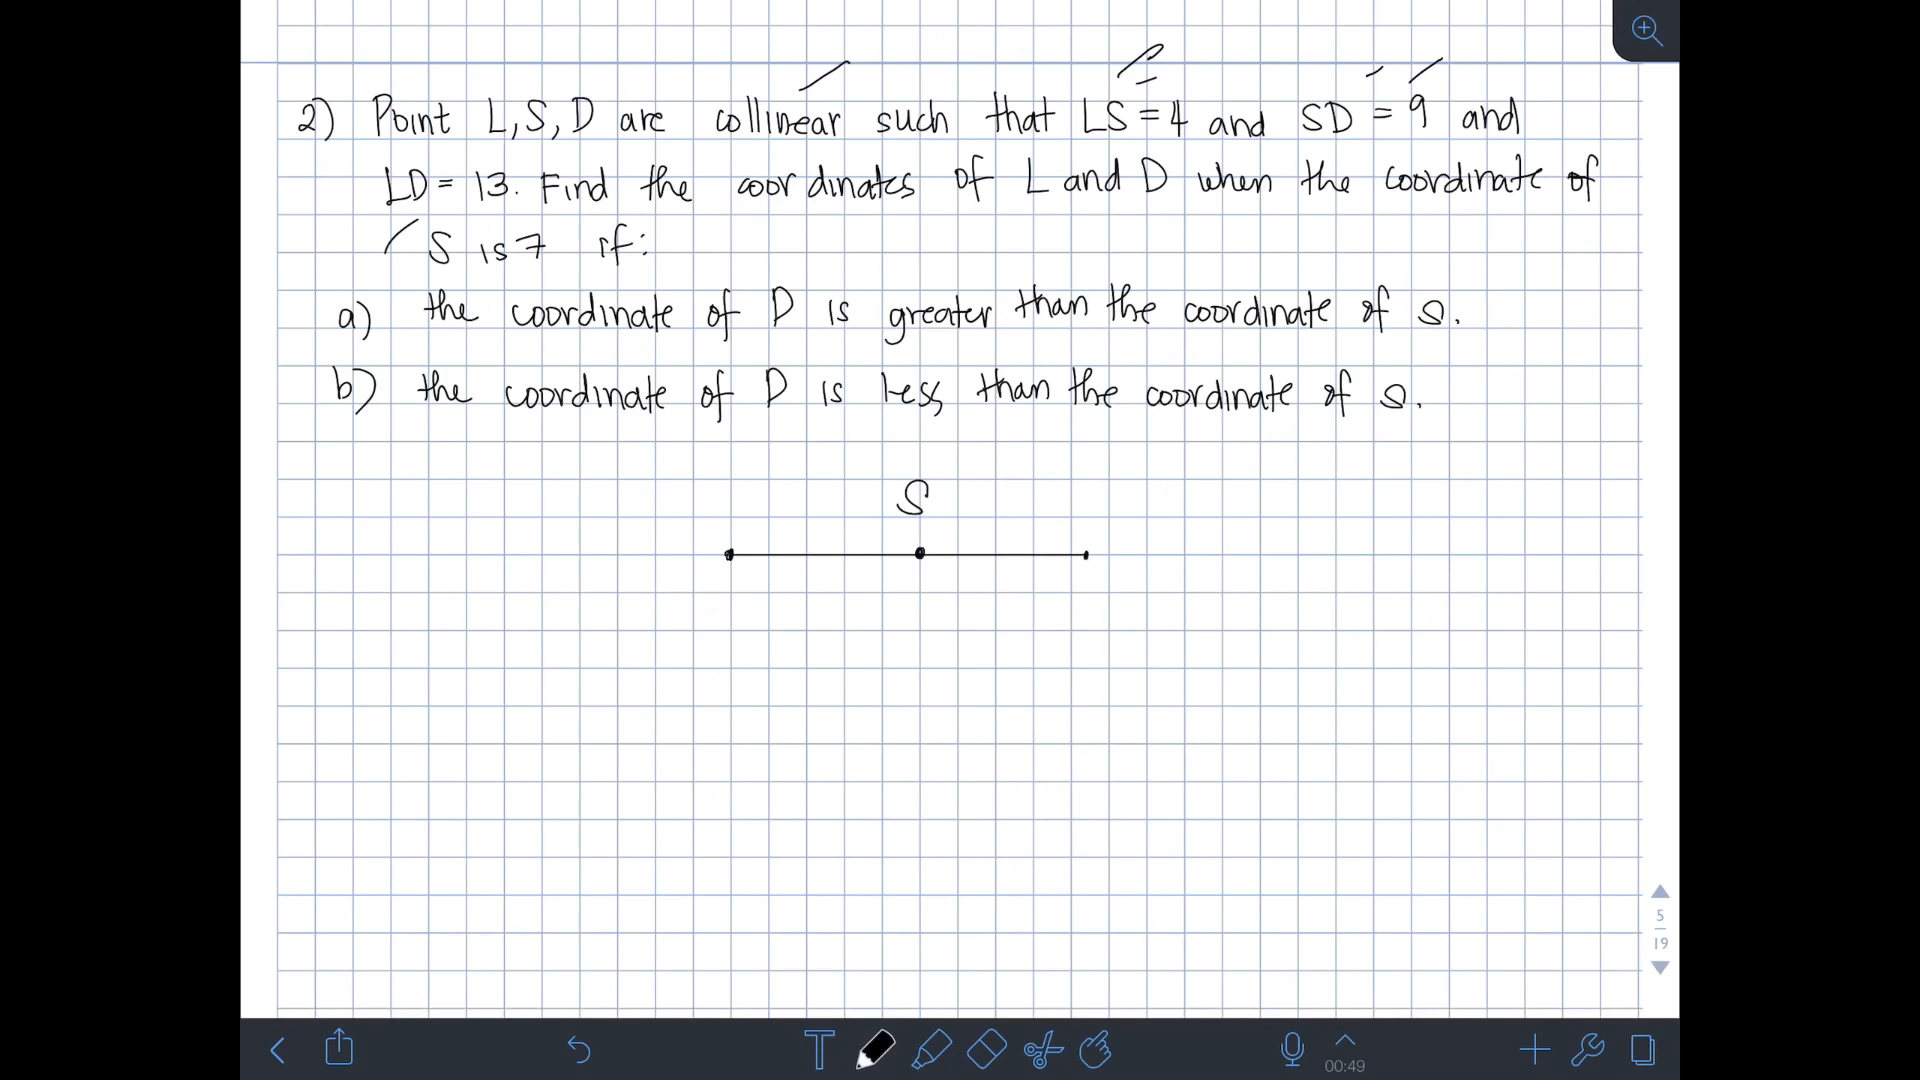 2) Point L, S, D are collinear such that LS = 4 and SD = 9 and
LD = 13. Find the coordinates of L and D when the coordinate of
S is 7 if:
a) the coordinate of D is greater than the coordinate of S.
b) the coordinate of D is less than the coordinate of S.
S
5
19
T
00:49